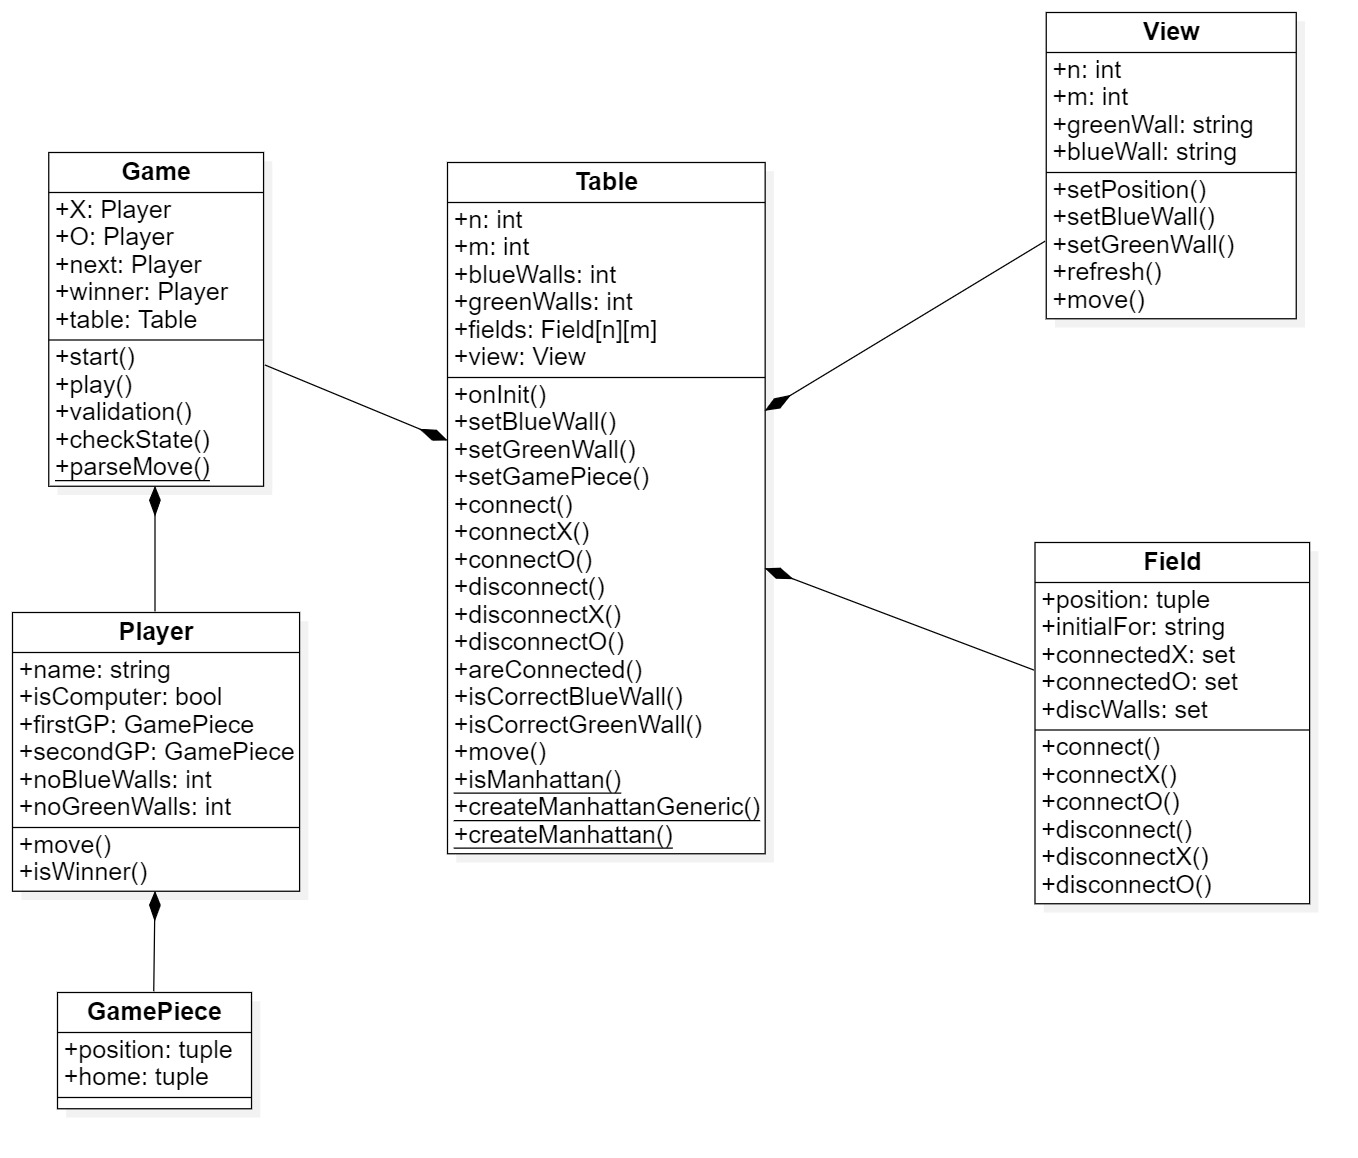 Game
+X: Player
+O: Player
+next: Player
+winner: Player
+table: Table
+start()
+play()
+validation()
+checkState()
+parseMove()
Player
+name: string
+isComputer: bool
+firstGP: GamePiece
+secondGP: GamePiece
+noBlueWalls: int
+noGreenWalls: int
+move()
+isWinner()
GamePiece
+position: tuple
+home: tuple
Table
+n: int
+m: int
+blueWalls: int
+greenWalls: int
+fields: Field[n][m]
+view: View
+onInit()
+setBlueWall()
+setGreenWall()
+setGamePiece()
+connect()
+connectX()
+connectO()
+disconnect()
+disconnectX()
+disconnectO()
+areConnected()
+isCorrectBlueWall()
+isCorrectGreenWall()
+move()
+isManhattan()
+createManhattanGeneric()
+createManhattan()
View
+n: int
+m: int
+greenWall: string
+blueWall: string
+setPosition()
+setBlueWall()
+setGreenWall()
+refresh()
+move()
Field
+position: tuple
+initialFor: string
+connectedX: set
+connectedO: set
+discWalls: set
+connect()
+connectX()
+connectO()
+disconnect()
+disconnectX()
+disconnectO()